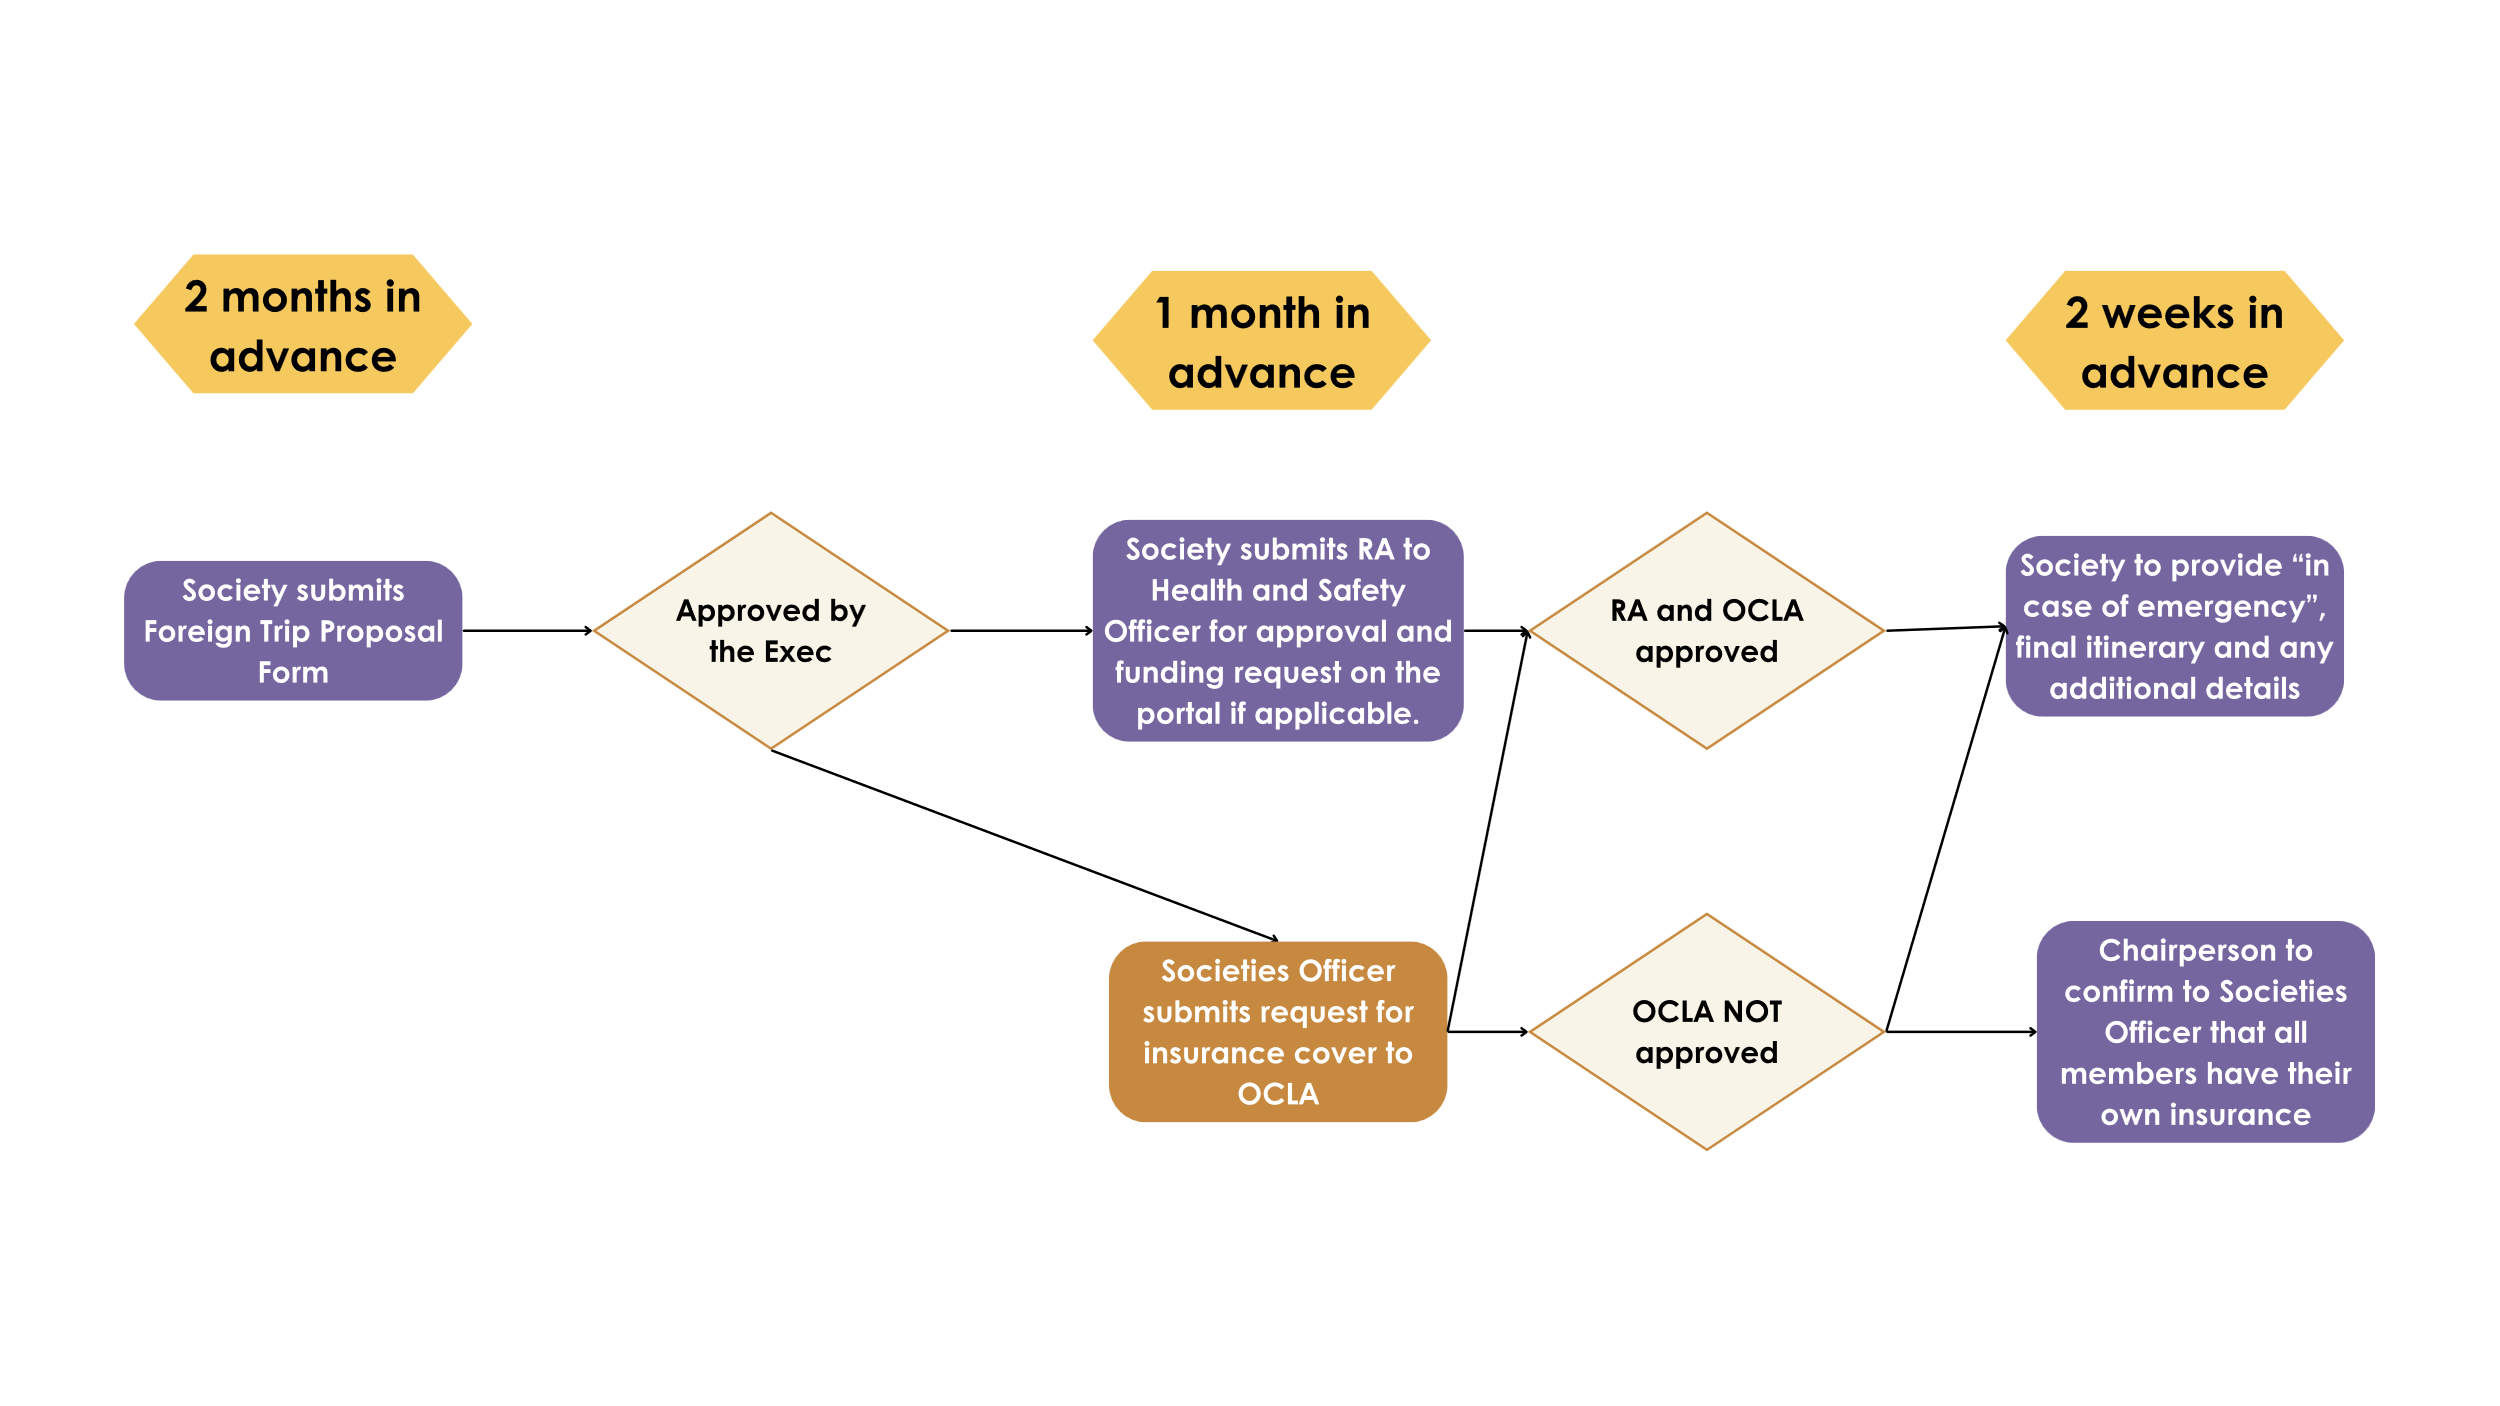 2 months in
advance
1 month in
advance
2 weeks in
advance
Society submits
Foreign Trip Proposal
Form
Approved by
the Exec
Society submits RA to
Health and Safety
Officer for approval and
funding request on the
portal if applicable.
RA and OCLA
approved
Society to provide “in
case of emergency”,
final itinerary and any
additional details
Societies Officer
submits request for
insurance cover to
OCLA
OCLA NOT
approved
Chairperson to
confirm to Societies
Officer that all
members have their
own insurance